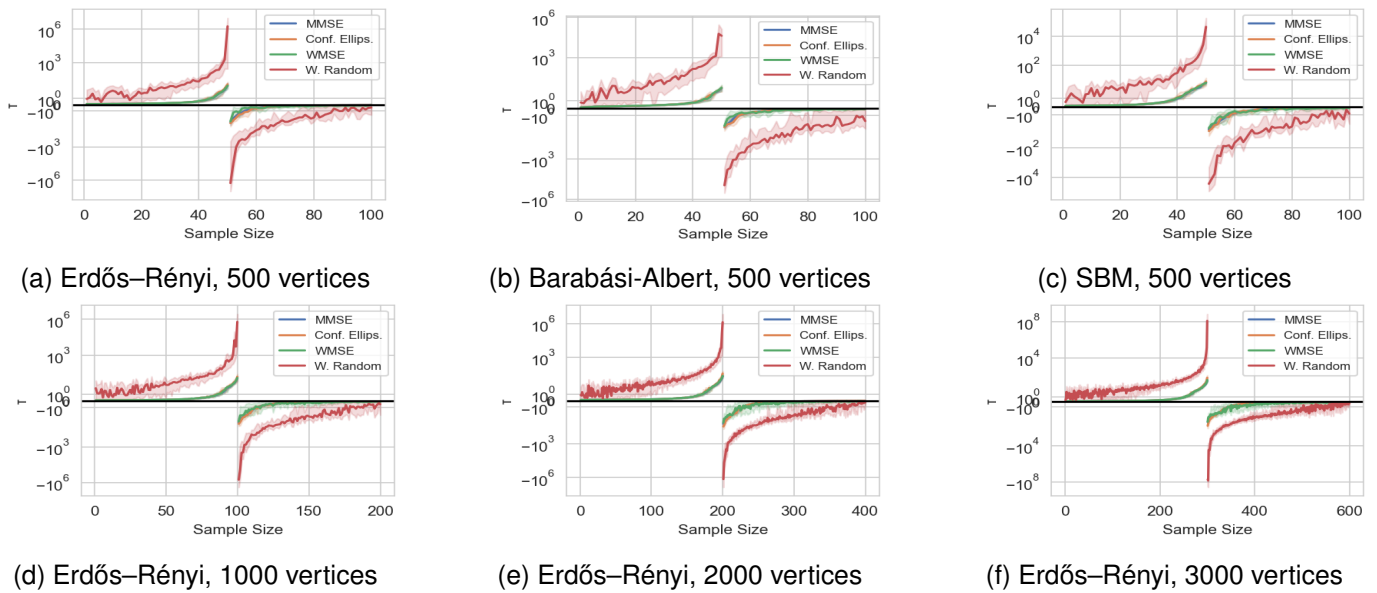 10^6
10^3
10^0
0
−10^0
−10^3
−10^6
τ
0 20 40 60 80 100
Sample Size
MMSE
Conf. Ellips.
WMSE
W. Random
(a) Erdős–Rényi, 500 vertices
10^6
10^3
10^0
0
−10^0
−10^3
−10^6
τ
0 20 40 60 80 100
Sample Size
MMSE
Conf. Ellips.
WMSE
W. Random
(b) Barabási-Albert, 500 vertices
10^4
10^2
10^0
0
−10^0
−10^2
−10^4
τ
0 20 40 60 80 100
Sample Size
MMSE
Conf. Ellips.
WMSE
W. Random
(c) SBM, 500 vertices
10^6
10^3
10^0
0
−10^0
−10^3
−10^6
τ
0 50 100 150 200
Sample Size
MMSE
Conf. Ellips.
WMSE
W. Random
(d) Erdős–Rényi, 1000 vertices
10^6
10^3
10^0
0
−10^0
−10^3
−10^6
τ
0 100 200 300 400
Sample Size
MMSE
Conf. Ellips.
WMSE
W. Random
(e) Erdős–Rényi, 2000 vertices
10^8
10^4
10^0
0
−10^0
−10^4
−10^8
τ
0 200 400 600
Sample Size
MMSE
Conf. Ellips.
WMSE
W. Random
(f) Erdős–Rényi, 3000 vertices